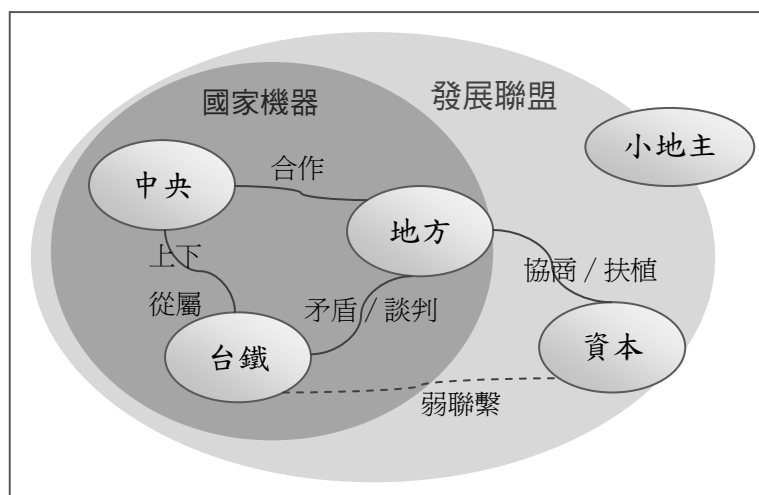 國家機器
發展聯盟
小地主
中央
合作
地方
上下
從屬
協商 / 扶植
矛盾 / 談判
台鐵
資本
弱聯繫